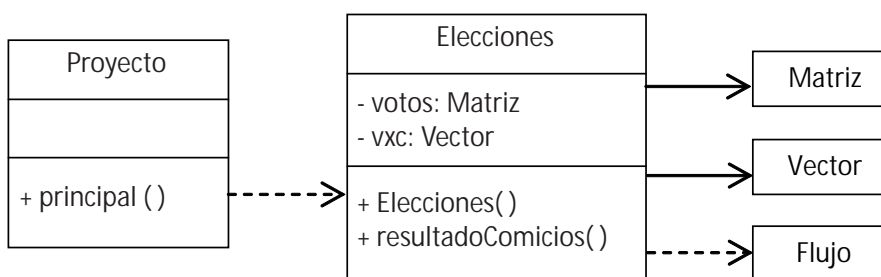 Proyecto
+ principal ( )
Elecciones
- votos: Matriz
- vxc: Vector
+ Elecciones( )
+ resultadoComicios( )
Matriz
Vector
Flujo